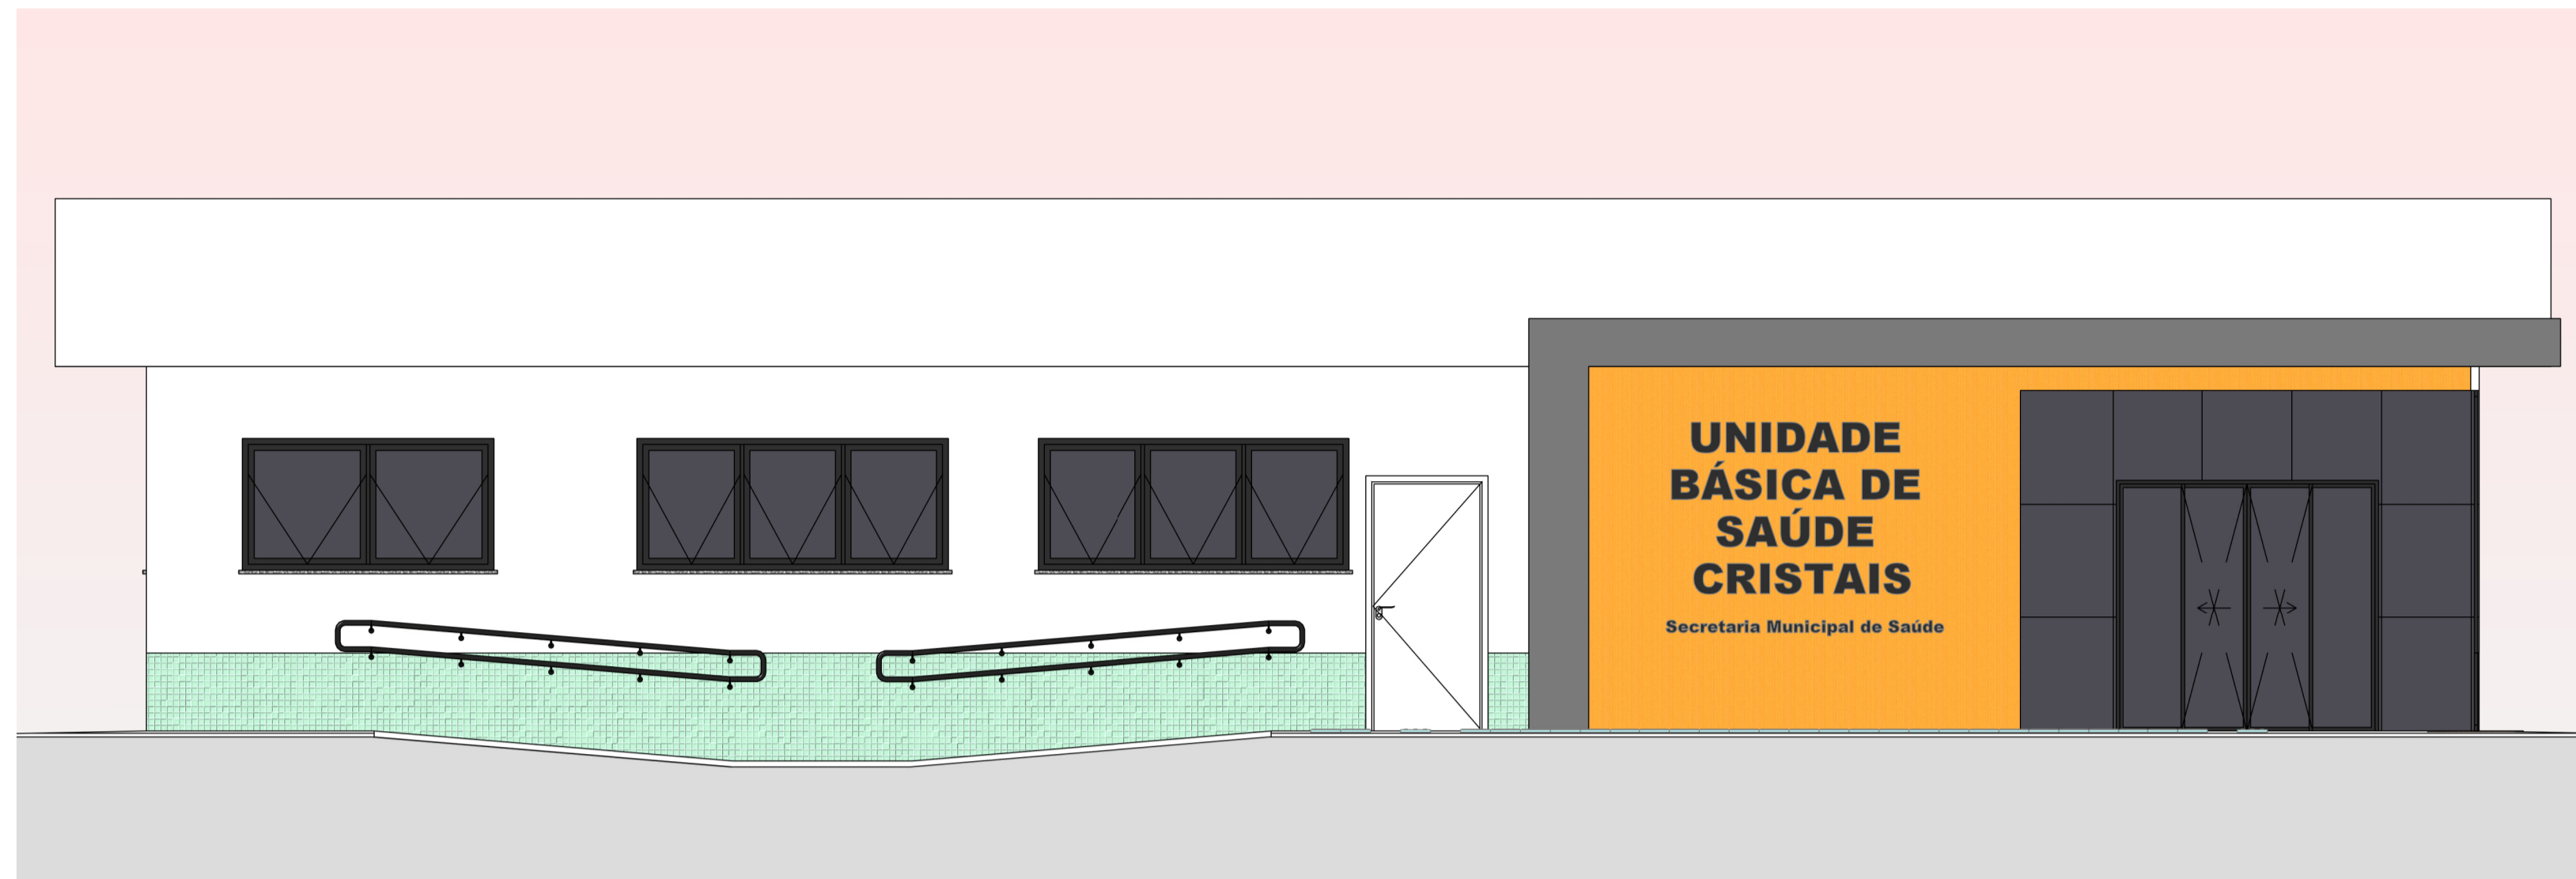 UNIDADE
BÁSICA DE
SAÚDE
CRISTAIS
Secretaria Municipal de Saúde